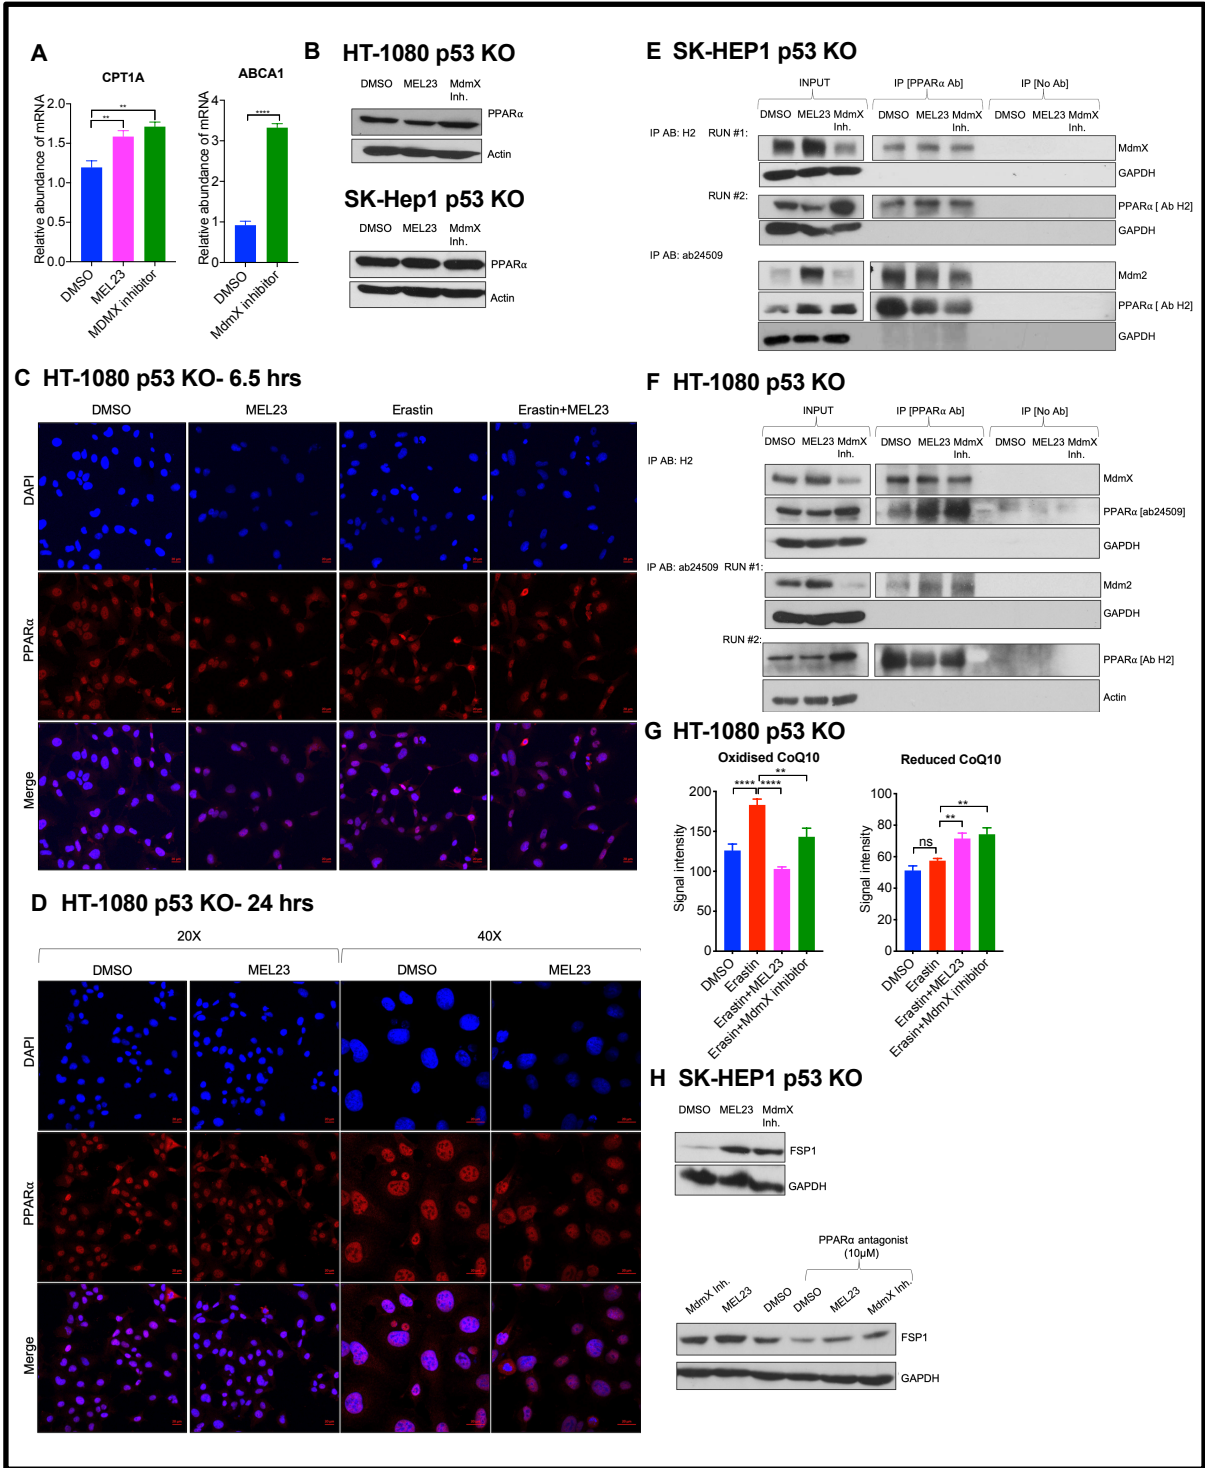 A
CPT1A
ABCA1
Relative abundance of mRNA
2.0
1.5
1.0
0.5
0.0
**
**
DMSO
MEL23
MDMX inhibitor
Relative abundance of mRNA
4
3
2
1
0
****
DMSO
MdmX inhibitor
B HT-1080 p53 KO
DMSO MEL23 MdmX
Inh.
PPARα
Actin
SK-Hep1 p53 KO
DMSO MEL23 MdmX
Inh.
PPARα
Actin
C HT-1080 p53 KO- 6.5 hrs
DMSO MEL23 Erastin Erastin+MEL23
DAPI
PPARα
Merge
D HT-1080 p53 KO- 24 hrs
20X 40X
DMSO MEL23 DMSO MEL23
DAPI
PPARα
Merge
E SK-HEP1 p53 KO
INPUT IP [PPARα Ab] IP [No Ab]
DMSO MEL23 MdmX DMSO MEL23 MdmX DMSO MEL23 MdmX
Inh. Inh. Inh.
IP AB: H2 RUN #1:
MdmX
GAPDH
RUN #2:
PPARα [ Ab H2]
GAPDH
IP AB: ab24509
Mdm2
PPARα [ Ab H2]
GAPDH
F HT-1080 p53 KO
INPUT IP [PPARα Ab] IP [No Ab]
DMSO MEL23 MdmX DMSO MEL23 MdmX DMSO MEL23 MdmX
Inh. Inh. Inh.
IP AB: H2
MdmX
PPARα [ab24509]
GAPDH
IP AB: ab24509 RUN #1:
Mdm2
GAPDH
RUN #2:
PPARα [Ab H2]
Actin
G HT-1080 p53 KO
Oxidised CoQ10
Signal intensity
200
150
100
50
0
**** ****
**
DMSO
Erastin
Erastin+MEL23
Erasin+MdmX inhibitor
Reduced CoQ10
Signal intensity
100
80
60
40
20
0
ns
**
**
DMSO
Erastin
Erastin+MEL23
Erasin+MdmX inhibitor
H SK-HEP1 p53 KO
DMSO MEL23 MdmX
Inh.
FSP1
GAPDH
PPARα antagonist
(10µM)
MdmX Inh. MEL23 DMSO DMSO MEL23 MdmX Inh.
FSP1
GAPDH